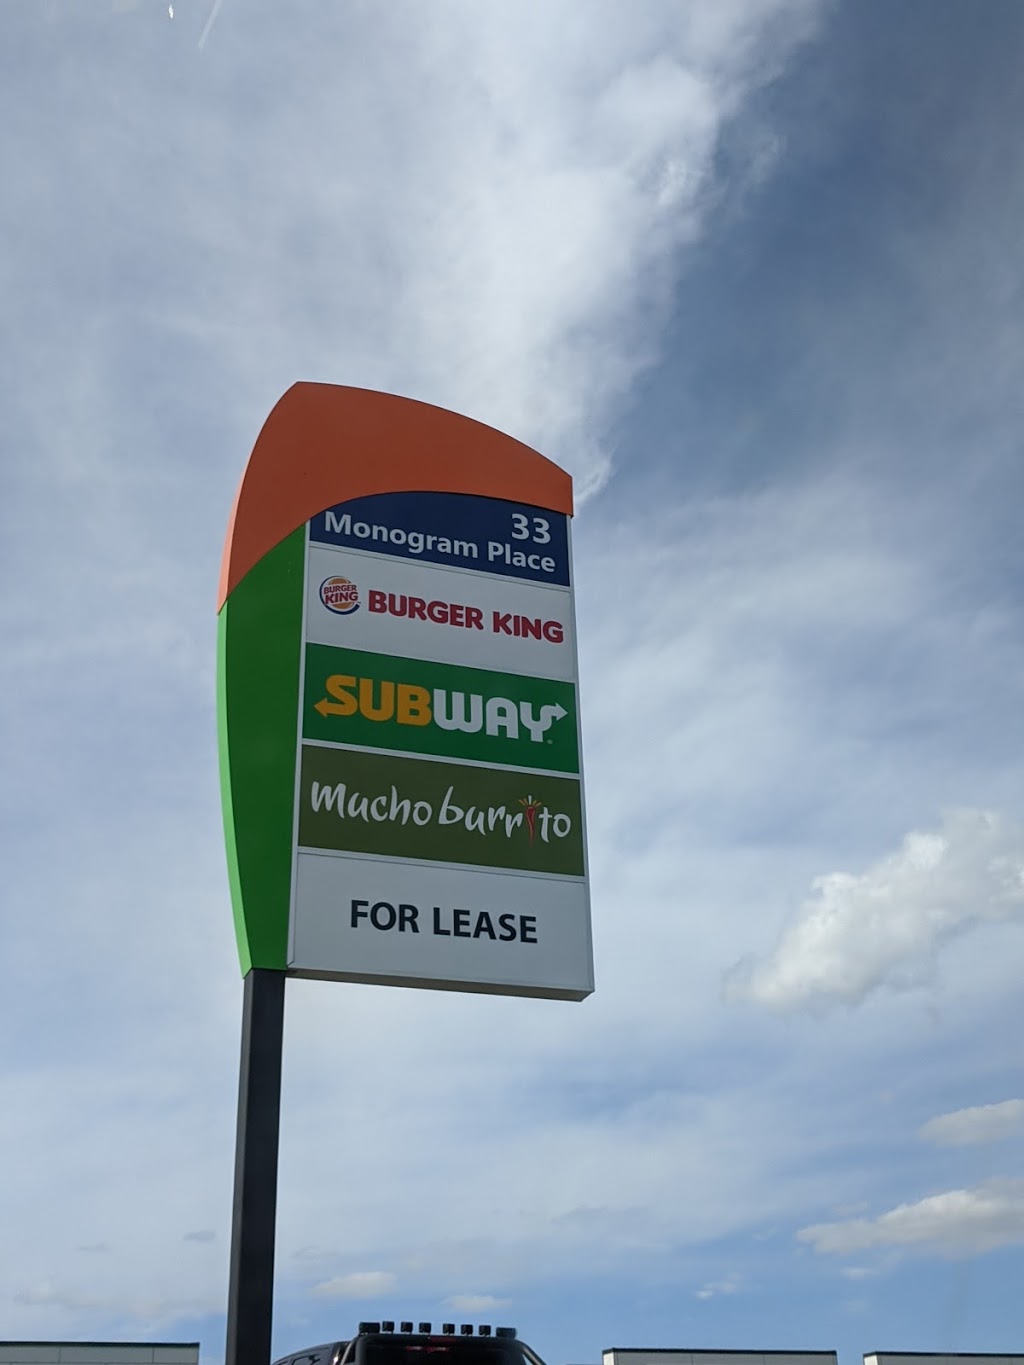 33
Monogram Place
BURGER
KING
BURGER KING
SUBWAY
mucho burrito
FOR LEASE